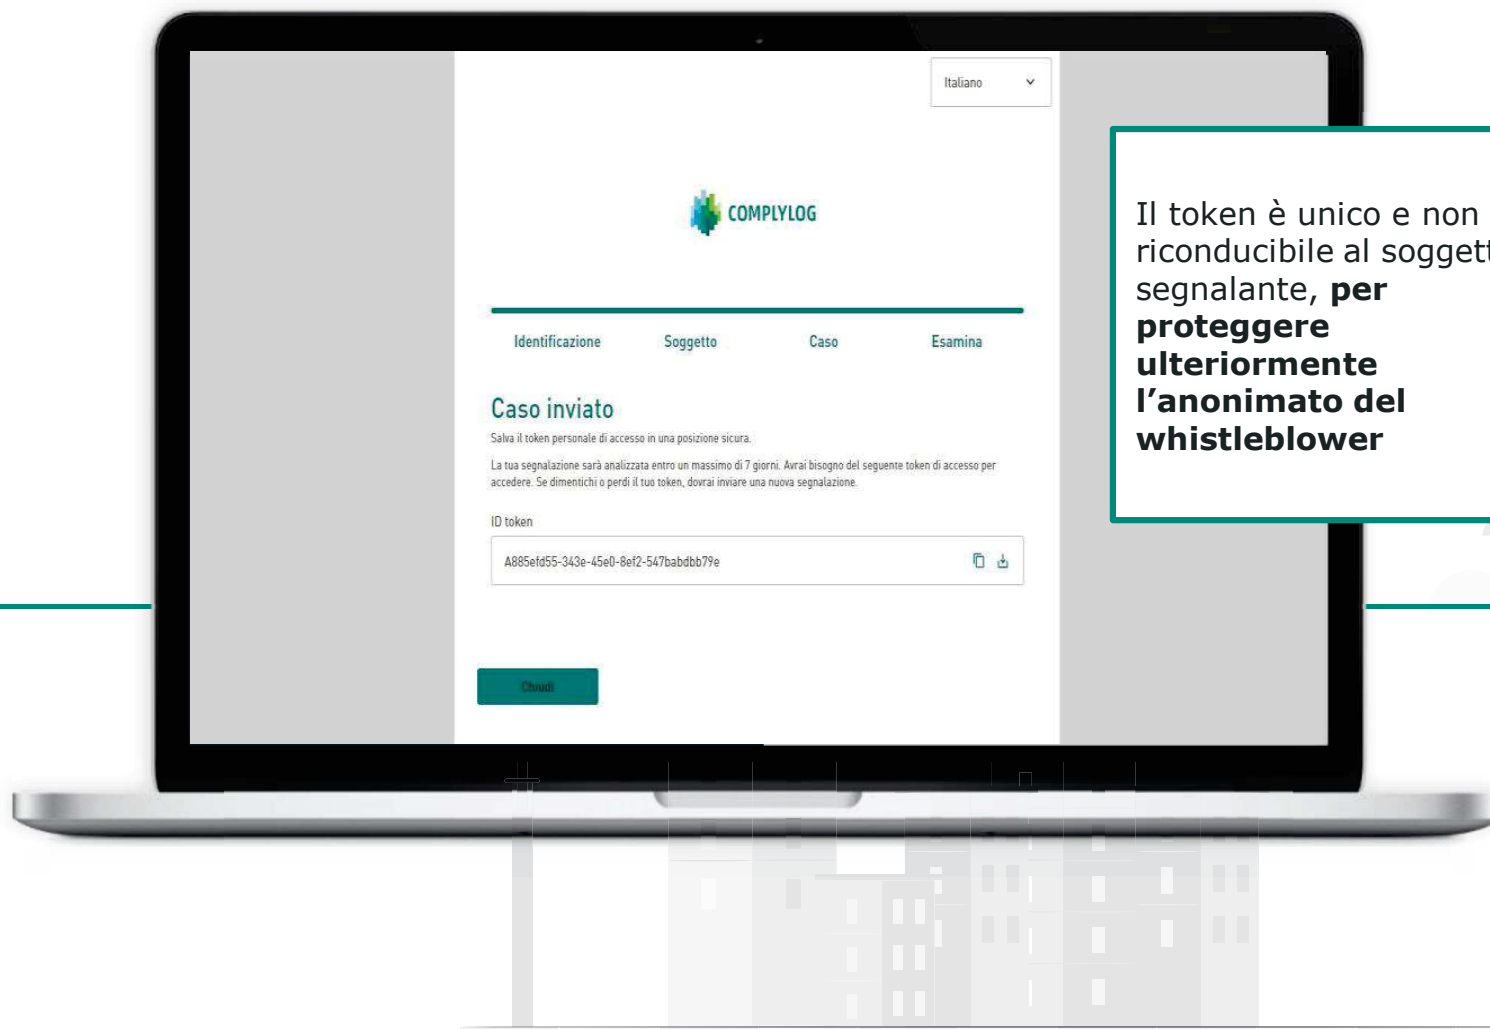 Italiano
COMPLYLOG
Identificazione Soggetto Caso Esamina
Caso inviato
Salva il token personale di accesso in una posizione sicura.
La tua segnalazione sarà analizzata entro un massimo di 7 giorni. Avrai bisogno del seguente token di accesso per
accedere. Se dimentichi o perdi il tuo token, dovrai inviare una nuova segnalazione.
ID token
A885efd55-343e-45e0-8ef2-547babdbb79e
Chiudi
Il token è unico e non
riconducibile al soggett
segnalante, per
proteggere
ulteriormente
l’anonimato del
whistleblower